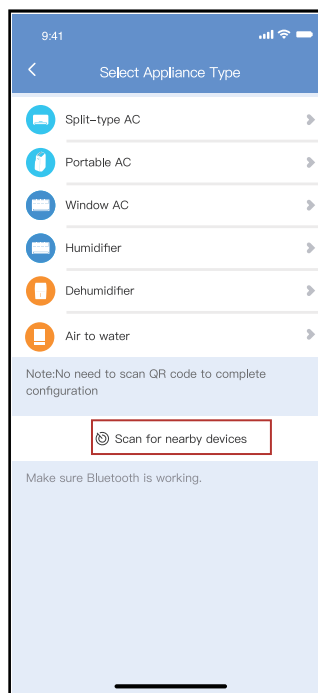 9:41
Select Appliance Type
Split-type AC
Portable AC
Window AC
Humidifier
Dehumidifier
Air to water
Note:No need to scan QR code to complete
configuration
Scan for nearby devices
Make sure Bluetooth is working.